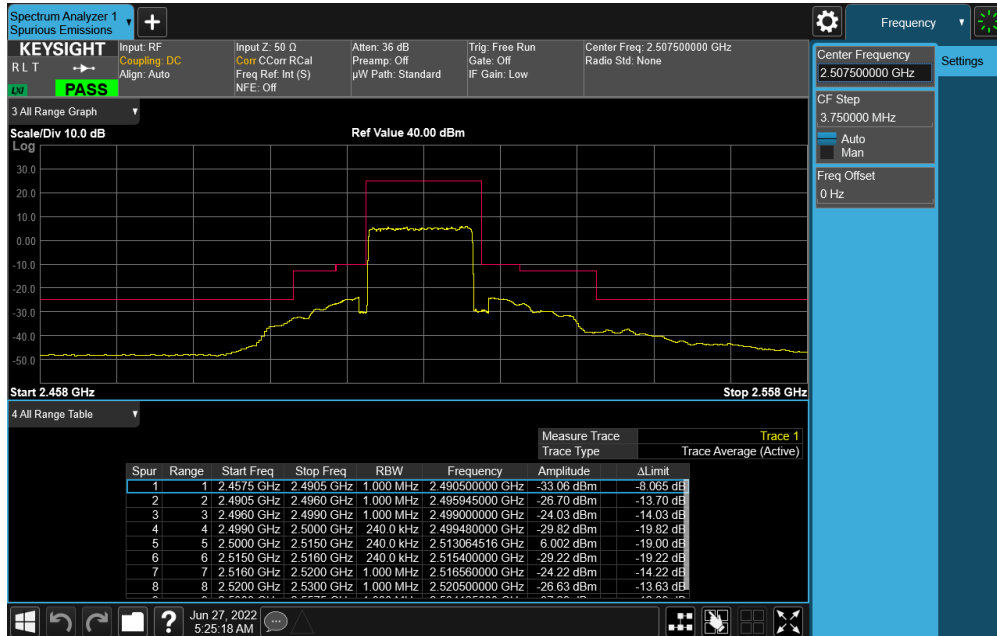 Spectrum Analyzer 1
Spurious Emissions
Frequency
KEYSIGHT
R L T
LXI
PASS
Input: RF
Coupling: DC
Align: Auto
Input Z: 50 Ω
Corr CCorr RCal
Freq Ref: Int (S)
NFE: Off
Atten: 36 dB
Preamp: Off
µW Path: Standard
Trig: Free Run
Gate: Off
IF Gain: Low
Center Freq: 2.507500000 GHz
Radio Std: None
Center Frequency
2.507500000 GHz
Settings
CF Step
3.750000 MHz
Auto
Man
Freq Offset
0 Hz
3 All Range Graph
Scale/Div 10.0 dB
Ref Value 40.00 dBm
Log
30.0
20.0
10.0
0.00
-10.0
-20.0
-30.0
-40.0
-50.0
Start 2.458 GHz
Stop 2.558 GHz
4 All Range Table
Measure Trace Trace 1
Trace Type Trace Average (Active)
Spur Range Start Freq Stop Freq RBW Frequency Amplitude ΔLimit
1 1 2.4575 GHz 2.4905 GHz 1.000 MHz 2.490500000 GHz -33.06 dBm -8.065 dB
2 2 2.4905 GHz 2.4960 GHz 1.000 MHz 2.495945000 GHz -26.70 dBm -13.70 dB
3 3 2.4960 GHz 2.4990 GHz 1.000 MHz 2.499000000 GHz -24.03 dBm -14.03 dB
4 4 2.4990 GHz 2.5000 GHz 240.0 kHz 2.499480000 GHz -29.82 dBm -19.82 dB
5 5 2.5000 GHz 2.5150 GHz 240.0 kHz 2.513064516 GHz 6.002 dBm -19.00 dB
6 6 2.5150 GHz 2.5160 GHz 240.0 kHz 2.515400000 GHz -29.22 dBm -19.22 dB
7 7 2.5160 GHz 2.5200 GHz 1.000 MHz 2.516560000 GHz -24.22 dBm -14.22 dB
8 8 2.5200 GHz 2.5300 GHz 1.000 MHz 2.520500000 GHz -26.63 dBm -13.63 dB
Jun 27, 2022
5:25:18 AM